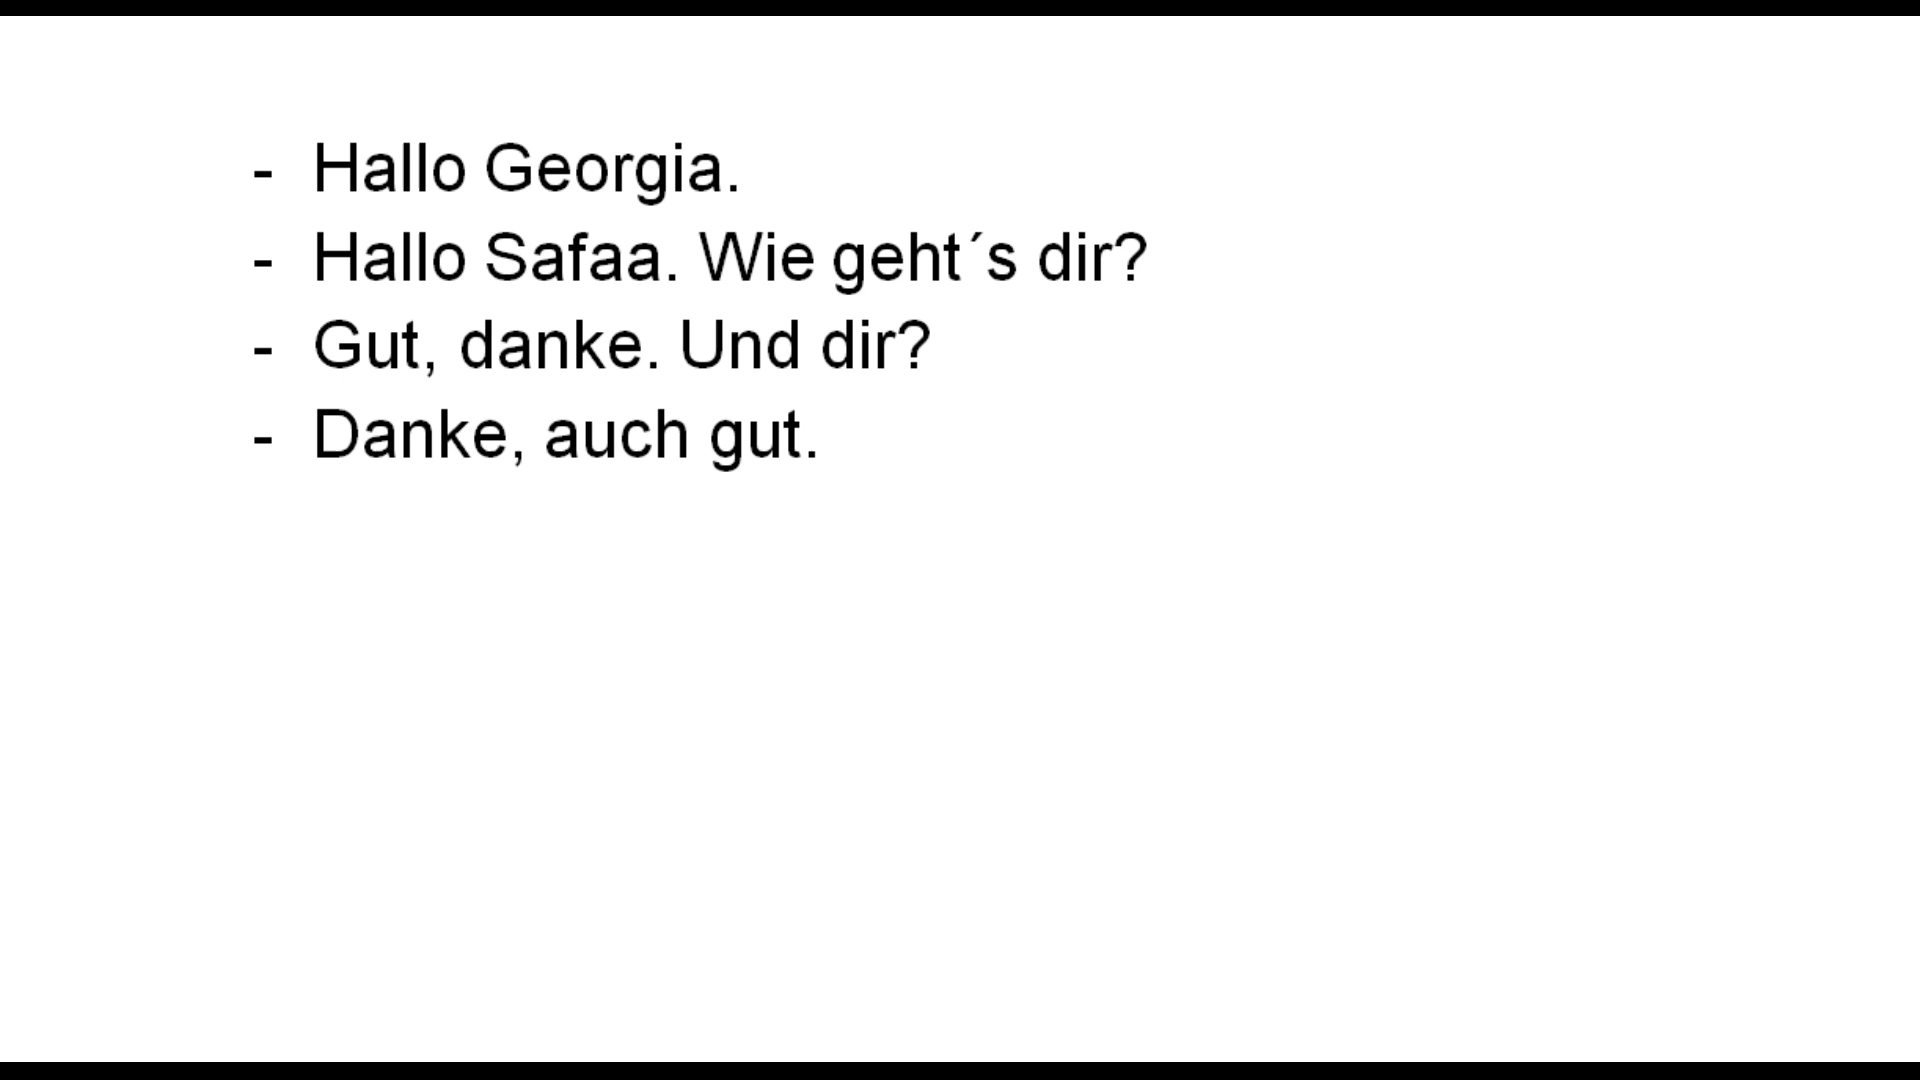 - Hallo Georgia.
- Hallo Safaa. Wie geht´s dir?
- Gut, danke. Und dir?
- Danke, auch gut.